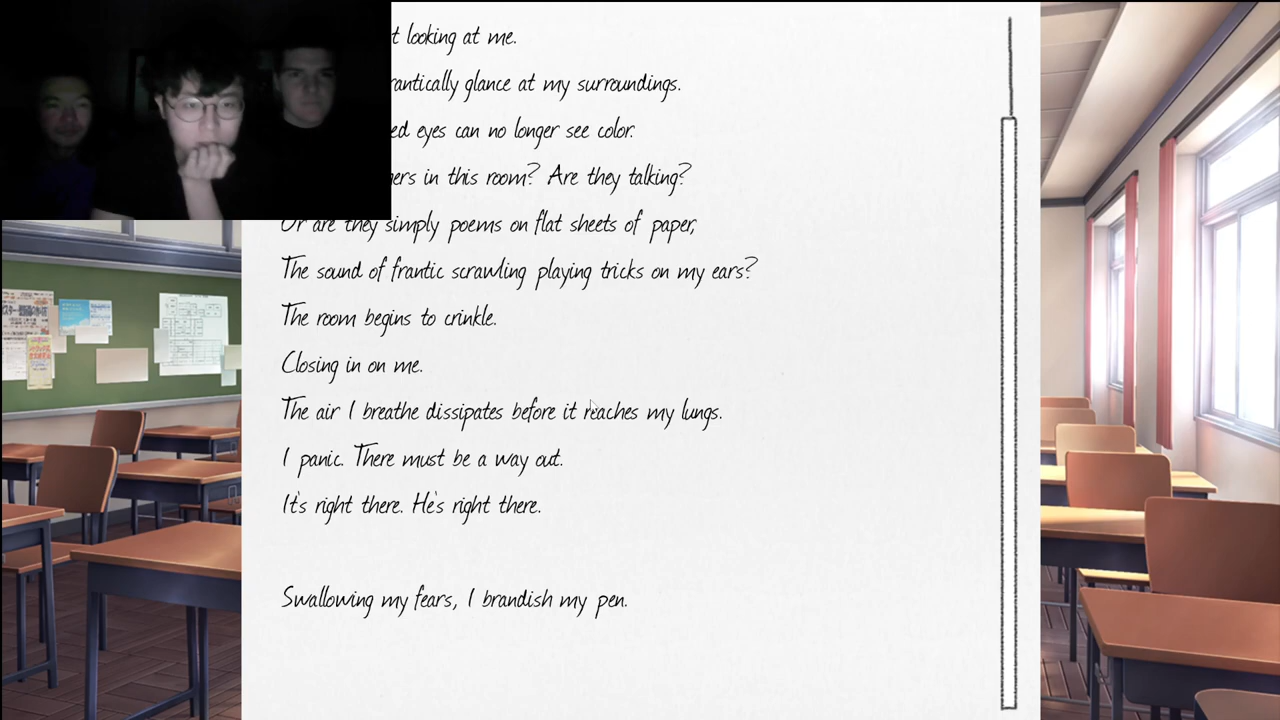 t looking at me.
rantically glance at my surroundings.
ed eyes can no longer see color.
ers in this room? Are they talking?
Or are they simply poems on flat sheets of paper,
The sound of frantic scrawling playing tricks on my ears?
The room begins to crinkle.
Closing in on me.
The air I breathe dissipates before it reaches my lungs.
I panic. There must be a way out.
It's right there. He's right there.
Swallowing my fears, I brandish my pen.